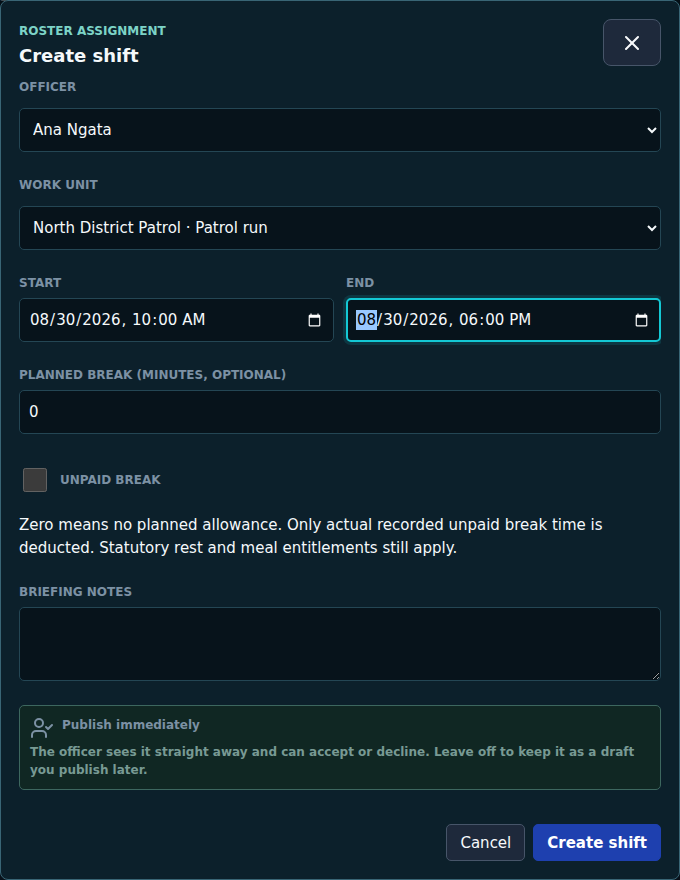 ROSTER ASSIGNMENT
Create shift
OFFICER
Ana Ngata
WORK UNIT
North District Patrol · Patrol run
START
08/30/2026, 10:00 AM
END
08/30/2026, 06:00 PM
PLANNED BREAK (MINUTES, OPTIONAL)
0
UNPAID BREAK
Zero means no planned allowance. Only actual recorded unpaid break time is
deducted. Statutory rest and meal entitlements still apply.
BRIEFING NOTES
Publish immediately
The officer sees it straight away and can accept or decline. Leave off to keep it as a draft
you publish later.
Cancel
Create shift